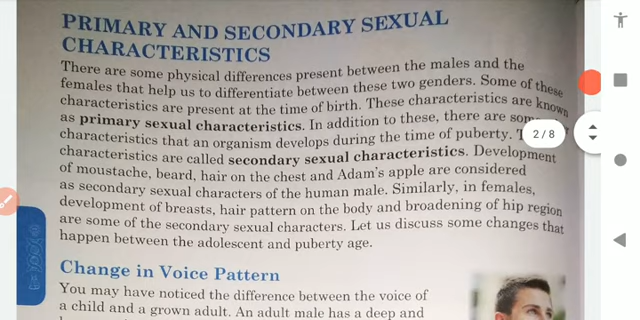 PRIMARY AND SECONDARY SEXUAL
CHARACTERISTICS
There are some physical differences present between the males and the
females that help us to differentiate between these two genders. Some of these
characteristics are present at the time of birth. These characteristics are known
as primary sexual characteristics. In addition to these, there are
characteristics that an organism develops during the time of puberty.
characteristics are called secondary sexual characteristics. Development
of moustache, beard, hair on the chest and Adam's apple are considered
as secondary sexual characters of the human male. Similarly, in females,
development of breasts, hair pattern on the body and broadening of hip region
are some of the secondary sexual characters. Let us discuss some changes that
happen between the adolescent and puberty age.
Change in Voice Pattern
You may have noticed the difference between the voice of
a child and a grown adult. An adult male has a deep and
2/8